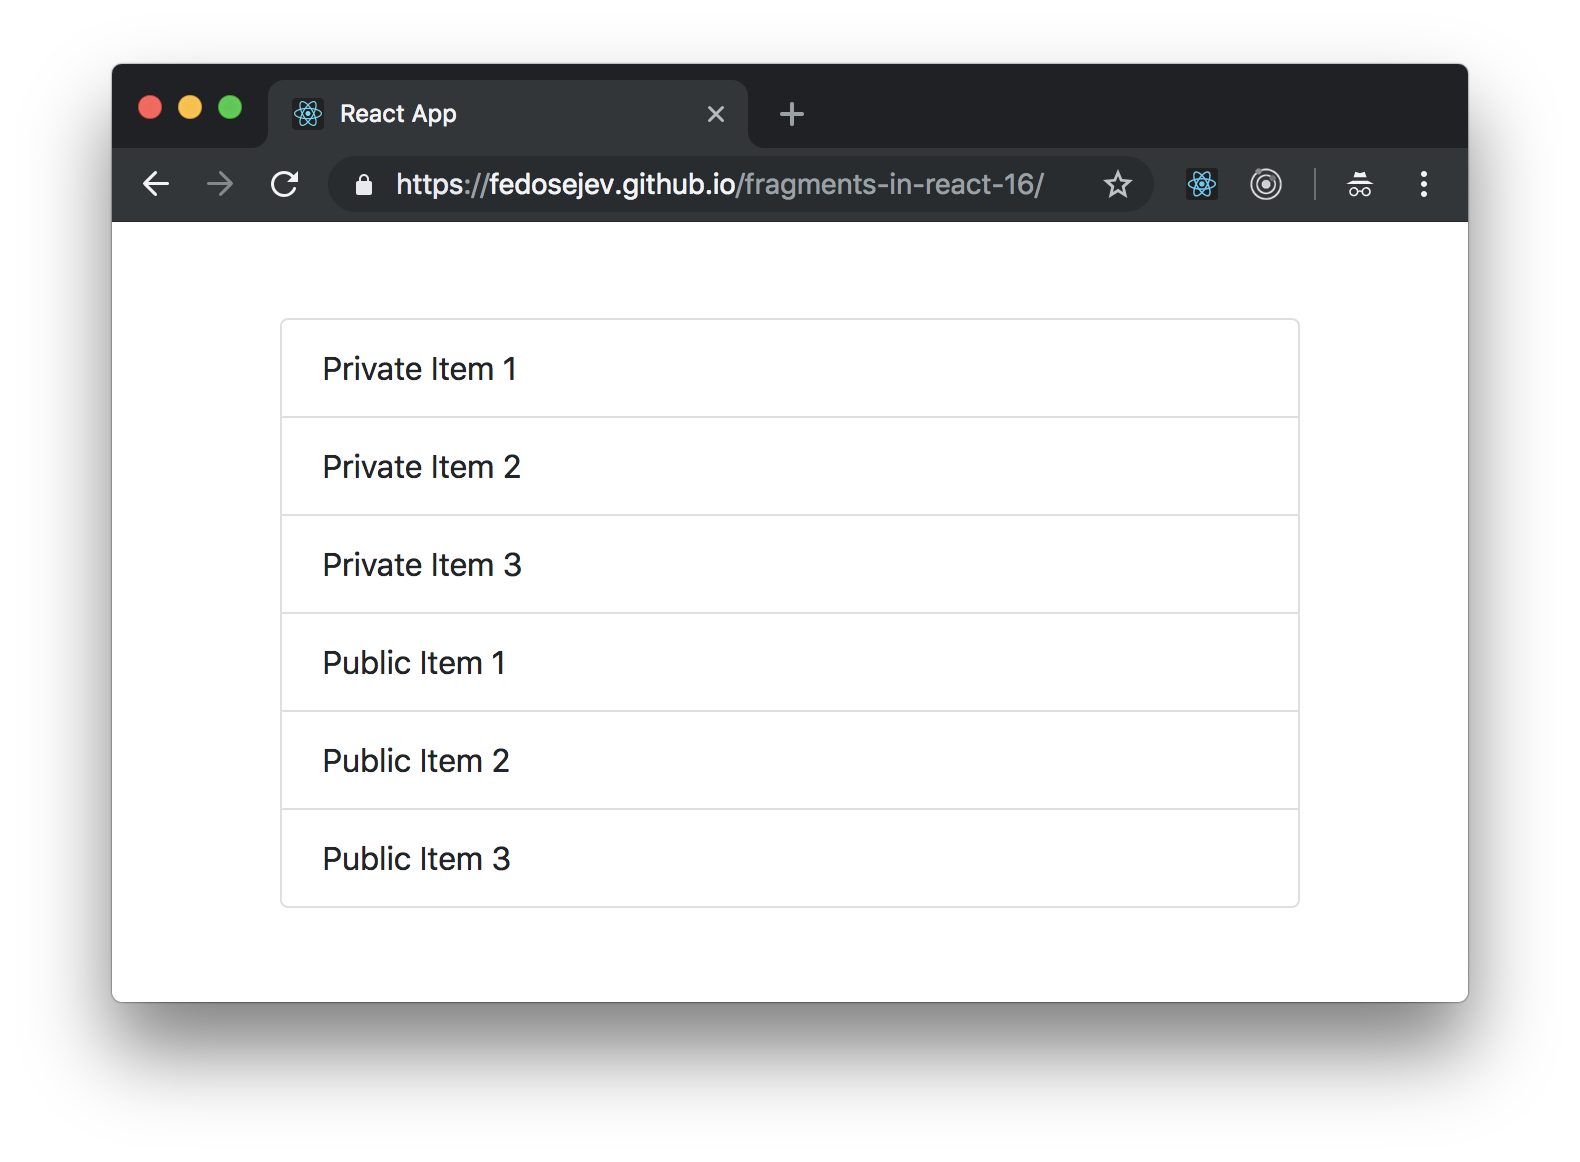 React App
https://fedosejev.github.io/fragments-in-react-16/
Private Item 1
Private Item 2
Private Item 3
Public Item 1
Public Item 2
Public Item 3